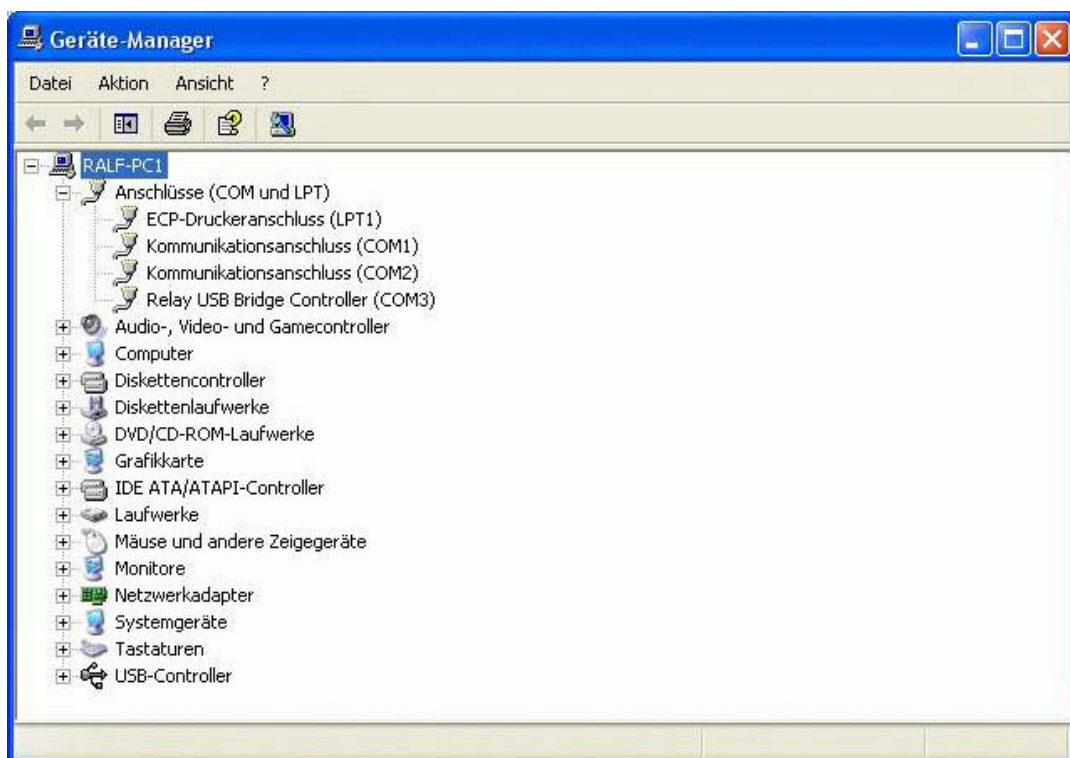 Geräte-Manager
Datei Aktion Ansicht ?
RALF-PC1
Anschlüsse (COM und LPT)
ECP-Druckeranschluss (LPT1)
Kommunikationsanschluss (COM1)
Kommunikationsanschluss (COM2)
Relay USB Bridge Controller (COM3)
Audio-, Video- und Gamecontroller
Computer
Diskettencontroller
Diskettenlaufwerke
DVD/CD-ROM-Laufwerke
Grafikkarte
IDE ATA/ATAPI-Controller
Laufwerke
Mäuse und andere Zeigegeräte
Monitore
Netzwerkadapter
Systemgeräte
Tastaturen
USB-Controller